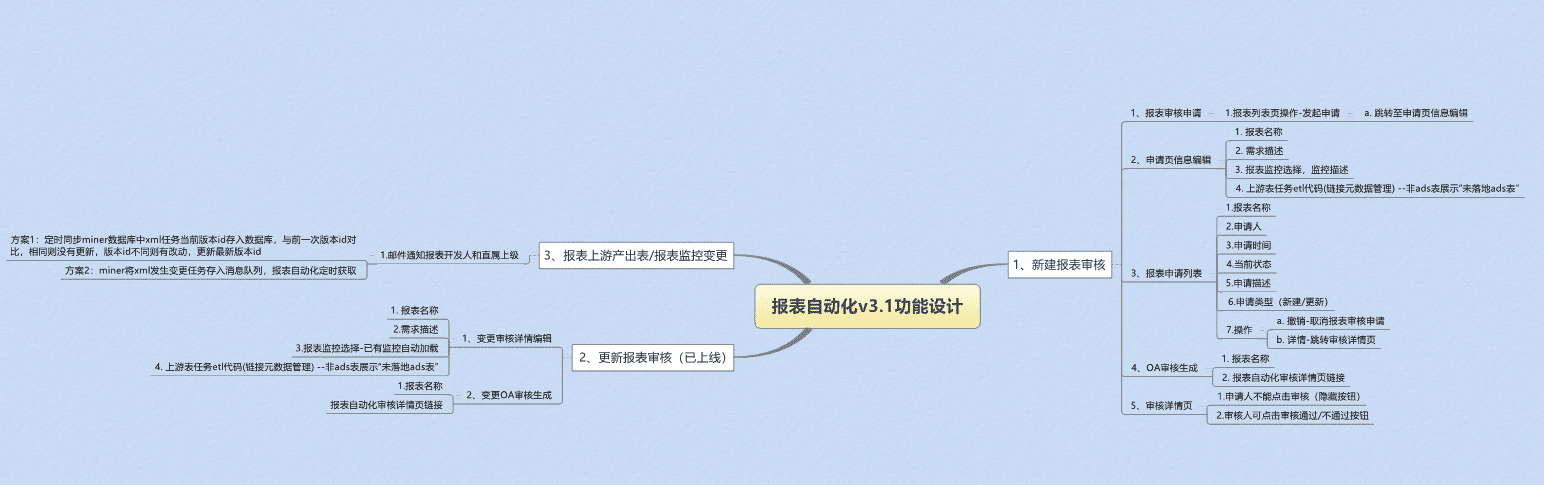 报表自动化v3.1功能设计
1、新建报表审核
1、报表审核申请
1.报表列表页操作-发起申请
a. 跳转至申请页信息编辑
2、申请页信息编辑
1. 报表名称
2. 需求描述
3. 报表监控选择，监控描述
4. 上游表任务etl代码(链接元数据管理) --非ads表展示"未落地ads表"
3、报表申请列表
1.报表名称
2.申请人
3.申请时间
4.当前状态
5.申请描述
6.申请类型（新建/更新）
7.操作
a. 撤销-取消报表审核申请
b. 详情-跳转审核详情页
4、OA审核生成
1. 报表名称
2. 报表自动化审核详情页链接
5、审核详情页
1.申请人不能点击审核（隐藏按钮）
2.审核人可点击审核通过/不通过按钮
2、更新报表审核（已上线）
1、变更审核详情编辑
1. 报表名称
2.需求描述
3.报表监控选择-已有监控自动加载
4. 上游表任务etl代码(链接元数据管理) --非ads表展示"未落地ads表"
2、变更OA审核生成
1.报表名称
报表自动化审核详情页链接
3、报表上游产出表/报表监控变更
1.邮件通知报表开发人和直属上级
方案1：定时同步miner数据库中xml任务当前版本id存入数据库，与前一次版本id对
比，相同则没有更新，版本id不同则有改动，更新最新版本id
方案2：miner将xml发生变更任务存入消息队列，报表自动化定时获取